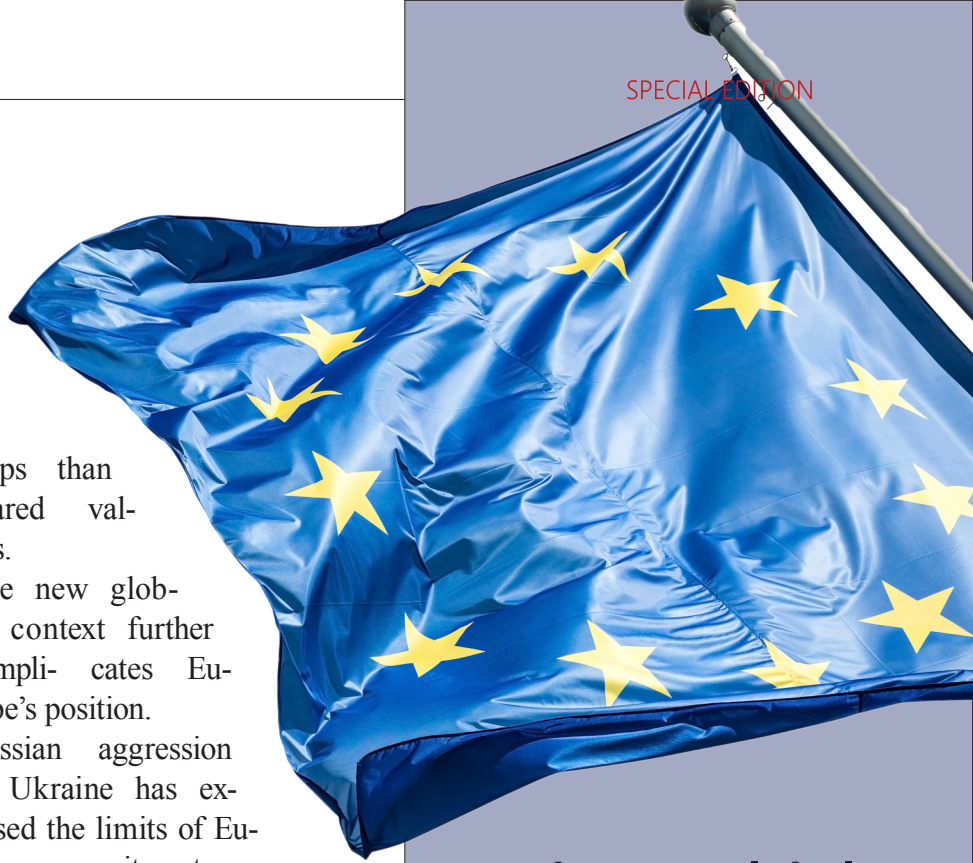 SPECIAL EDITION
ps than
ared val-
s.
e new glob-
context further
mpli- cates Eu-
pe's position.
ssian aggression
Ukraine has ex-
sed the limits of Eu-